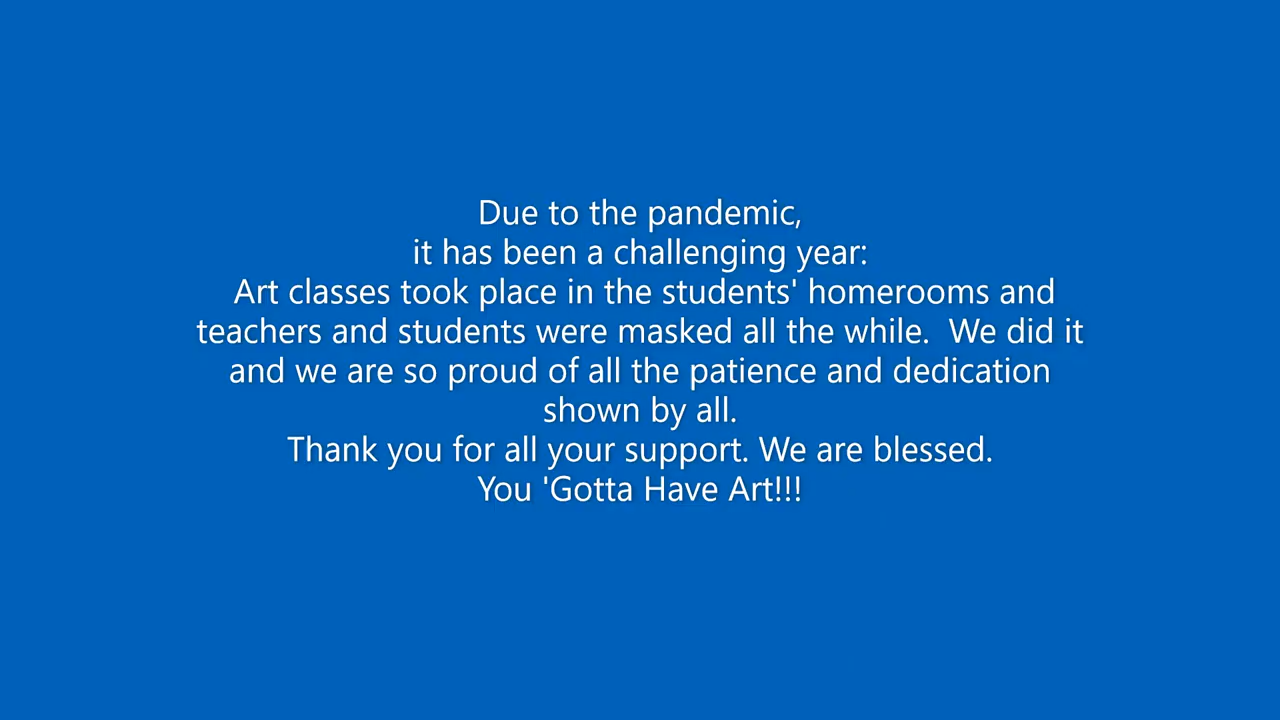 Due to the pandemic,
it has been a challenging year:
Art classes took place in the students' homerooms and
teachers and students were masked all the while.  We did it
and we are so proud of all the patience and dedication
shown by all.
Thank you for all your support. We are blessed.
You 'Gotta Have Art!!!